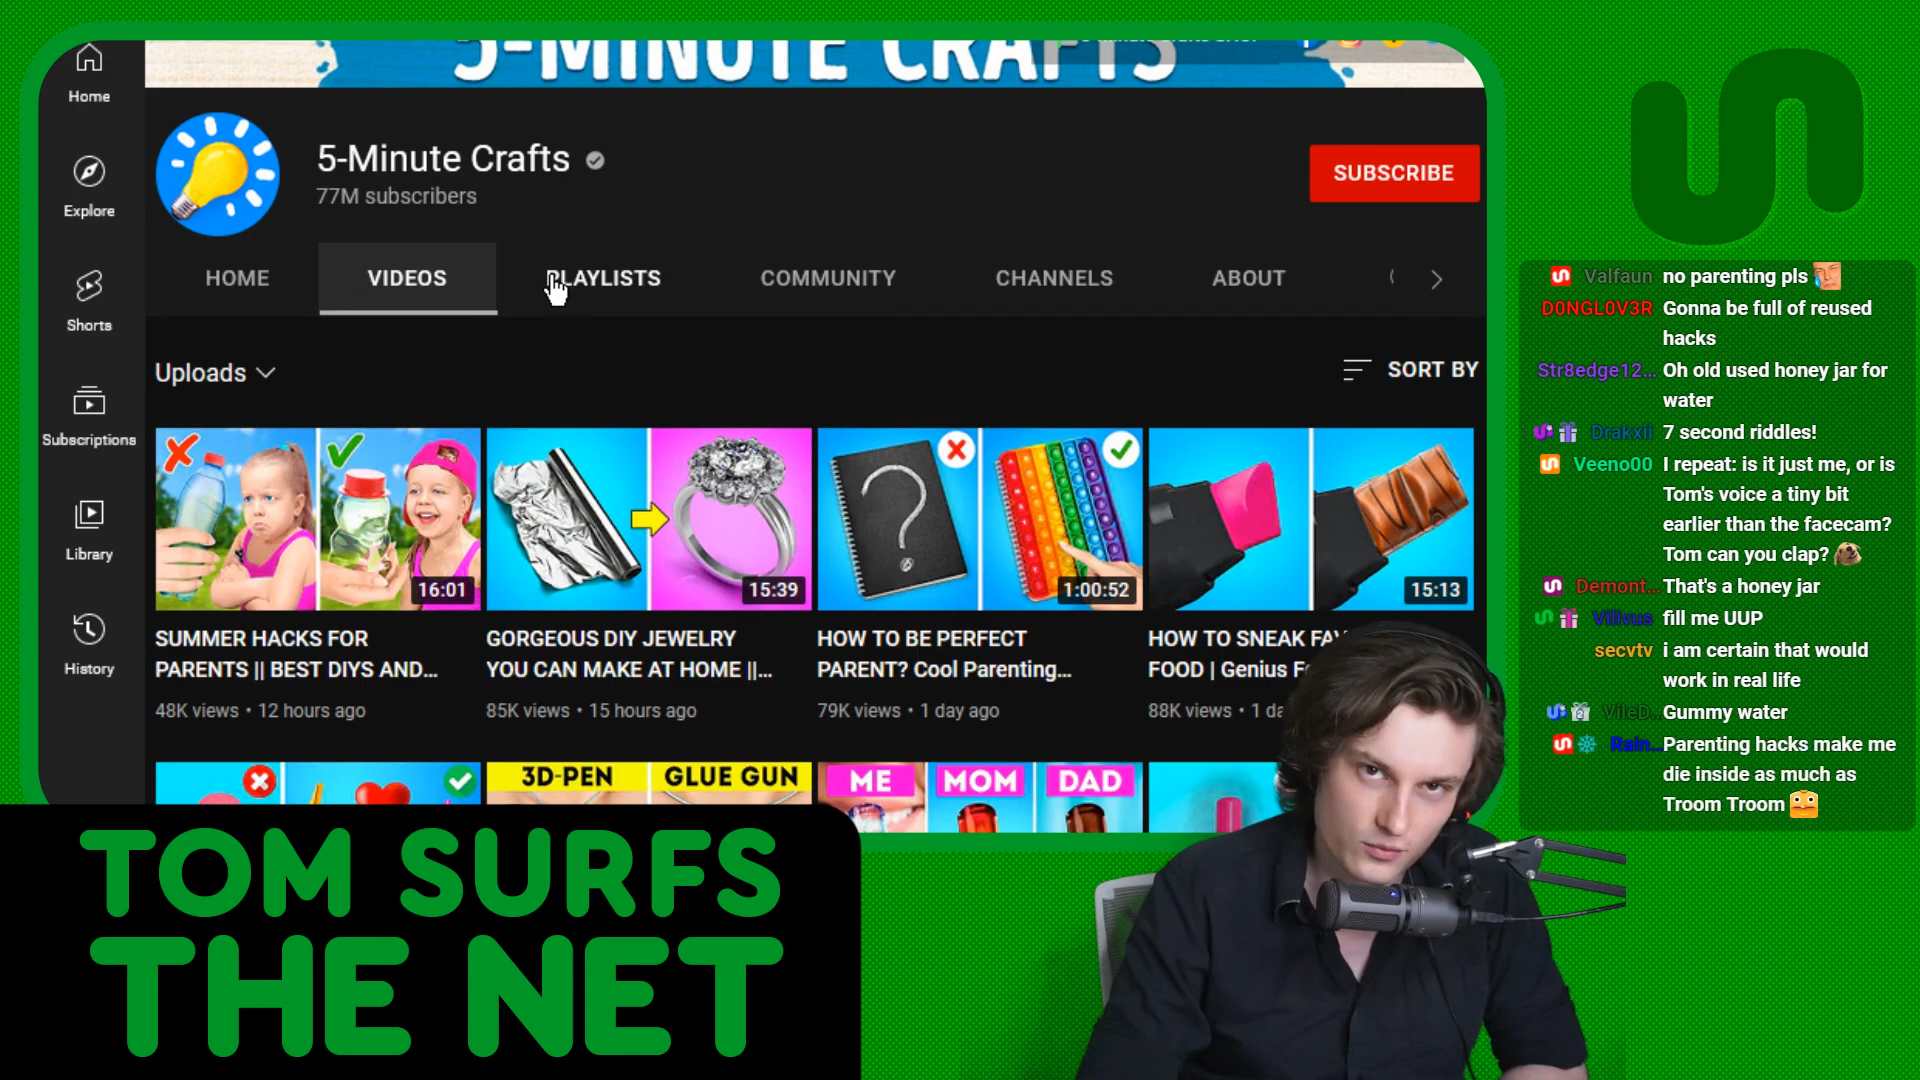 5-MINUTE CRAFTS
Home
Explore
Shorts
Subscriptions
Library
History
5-Minute Crafts
77M subscribers
SUBSCRIBE
HOME
VIDEOS
PLAYLISTS
COMMUNITY
CHANNELS
ABOUT
Uploads
SORT BY
16:01
15:39
1:00:52
15:13
SUMMER HACKS FOR
PARENTS || BEST DIYS AND...
48K views • 12 hours ago
GORGEOUS DIY JEWELRY
YOU CAN MAKE AT HOME ||...
85K views • 15 hours ago
HOW TO BE PERFECT
PARENT? Cool Parenting...
79K views • 1 day ago
HOW TO SNEAK
FOOD | Genius
88K views • 1
3D-PEN
GLUE GUN
ME
MOM
DAD
TOM SURFS
THE NET
Valfaun no parenting pls
D0NGL0V3R Gonna be full of reused
hacks
Str8edge12... Oh old used honey jar for
water
Drakxii 7 second riddles!
Veeno00 I repeat: is it just me, or is
Tom's voice a tiny bit
earlier than the facecam?
Tom can you clap?
Demont... That's a honey jar
Vilivus fill me UUP
secvtv i am certain that would
work in real life
VileD... Gummy water
Rain... Parenting hacks make me
die inside as much as
Troom Troom